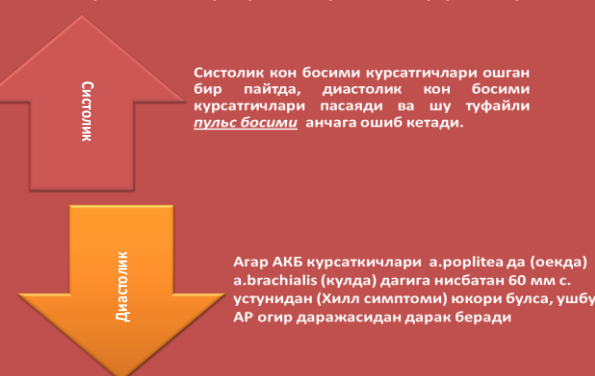 Систолик
Систолик кон босими курсатгичлари ошган
бир пайтда, диастолик кон босими
курсатгичлари пасаяди ва шу туфайли
пульс босими анчага ошиб кетади.
Диастолик
Агар АКБ курсаткичлари a.poplitea да (оекда)
a.brachialis (кулда) дагига нисбатан 60 мм с.
устунидан (Хилл симптоми) юкори булса, ушбу
АР огир даражасидан дарак беради